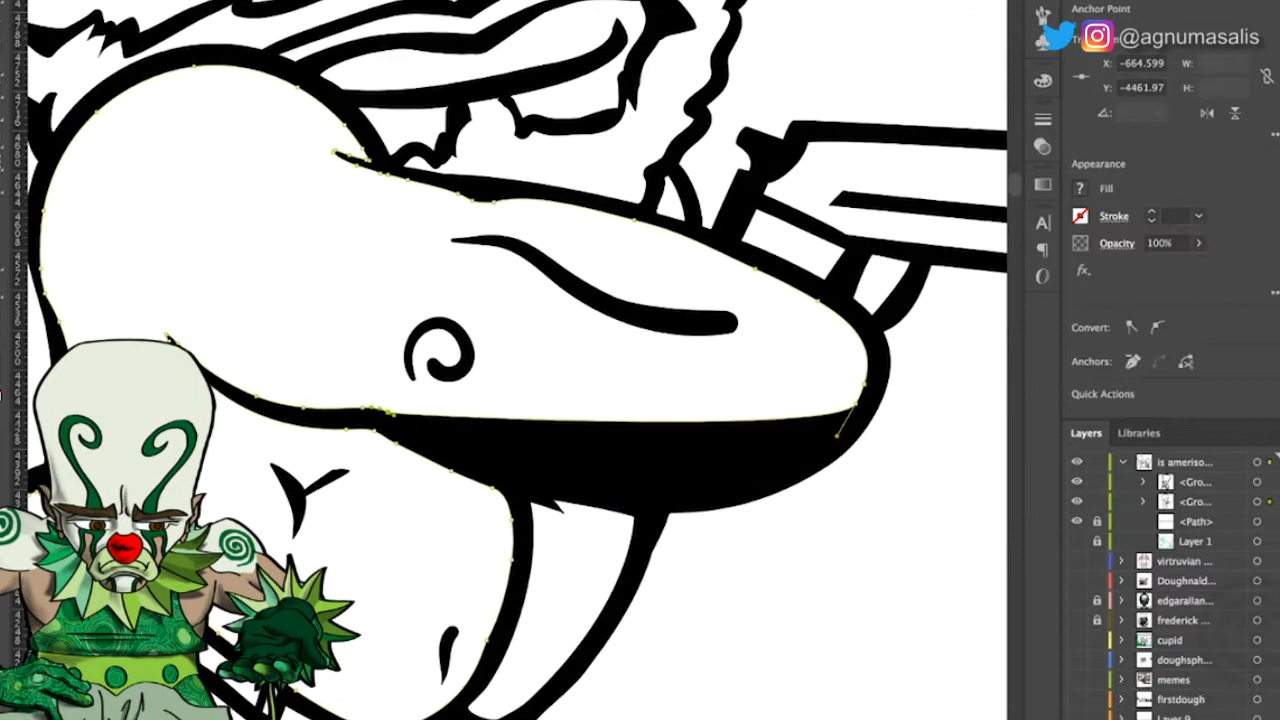 Anchor Point
@agnumasalis
X: -664.599 W:
Y: -4461.97 H:
Appearance
? Fill
Stroke
Opacity 100%
fx.
Convert:
Anchors:
Quick Actions
Layers Libraries
is ameriso...
<Gro...
<Gro...
<Path>
Layer 1
virtruvian ...
Doughnald...
edgarallan...
frederick ...
cupid
doughsph...
memes
firstdough